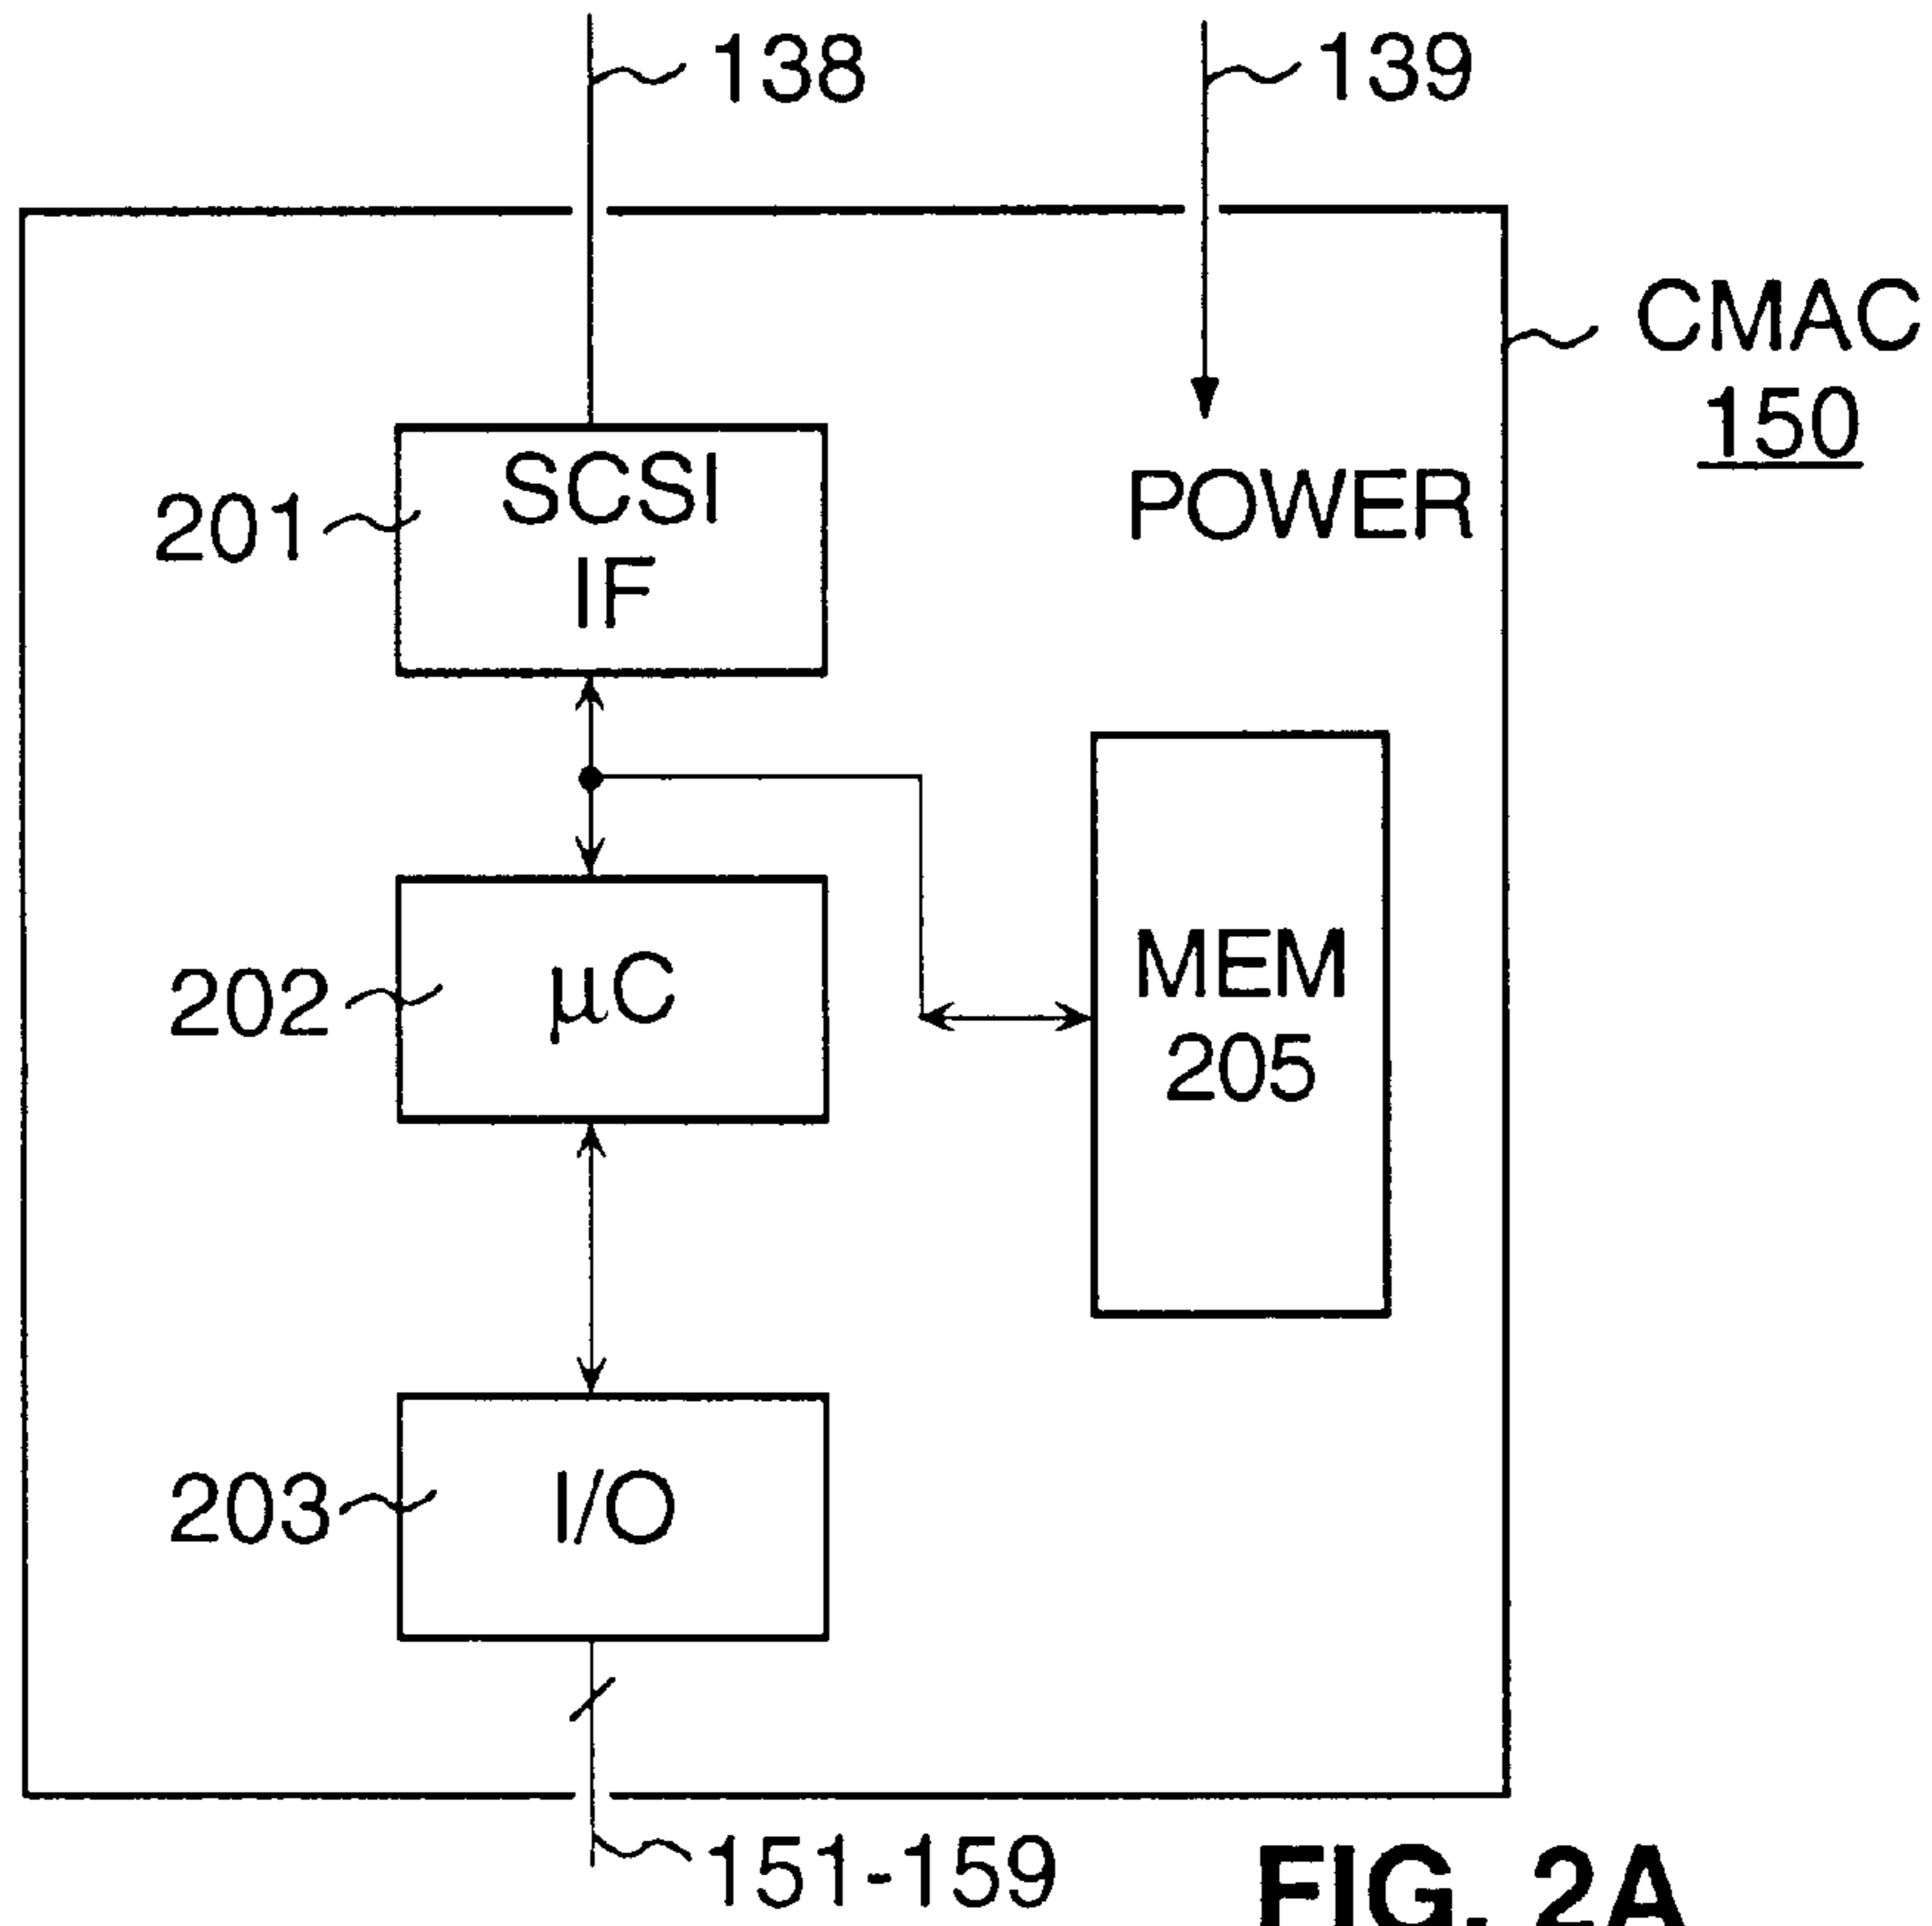 138
139
CMAC
150
SCSI
IF
201
POWER
µC
202
MEM
205
I/O
203
151-159
FIG. 2A